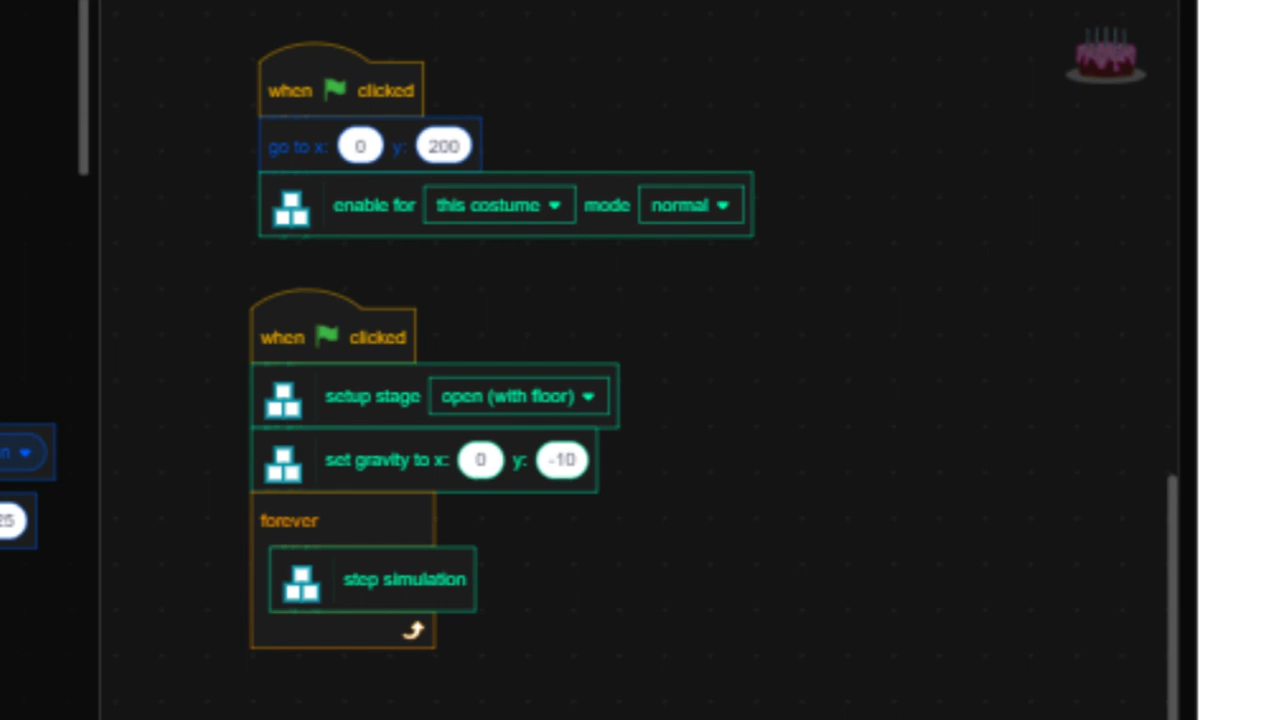 when clicked
go to x: 0 y: 200
enable for this costume mode normal
when clicked
setup stage open (with floor)
n
set gravity to x: 0 y: -10
25
forever
step simulation